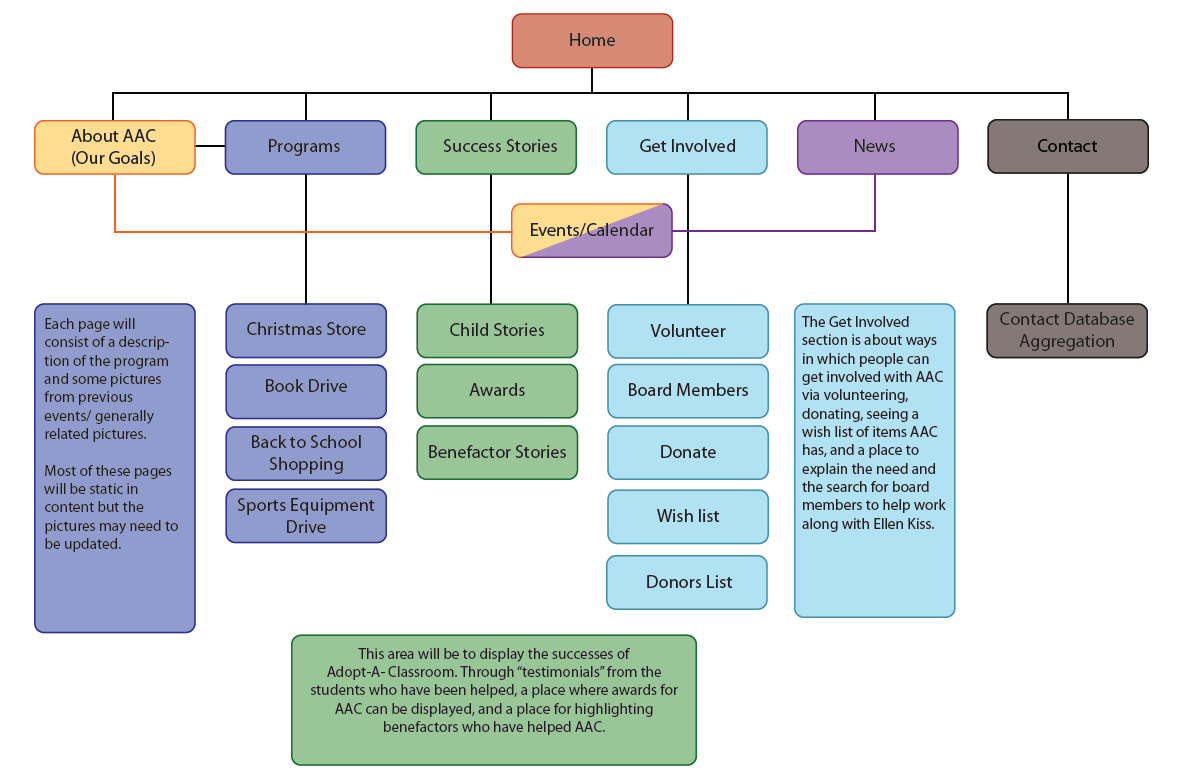 Home
About AAC
(Our Goals)
Programs
Success Stories
Get Involved
News
Contact
Events/Calendar
Each page will
consist of a descrip-
tion of the program
and some pictures
from previous
events/ generally
related pictures.
Most of these pages
will be static in
content but the
pictures may need to
be updated.
Christmas Store
Book Drive
Back to School
Shopping
Sports Equipment
Drive
Child Stories
Awards
Benefactor Stories
Volunteer
Board Members
Donate
Wish list
Donors List
The Get Involved
section is about ways
in which people can
get involved with AAC
via volunteering,
donating, seeing a
wish list of items AAC
has, and a place to
explain the need and
the search for board
members to help work
along with Ellen Kiss.
Contact Database
Aggregation
This area will be to display the successes of
Adopt-A- Classroom. Through “testimonials” from the
students who have been helped, a place where awards for
AAC can be displayed, and a place for highlighting
benefactors who have helped AAC.